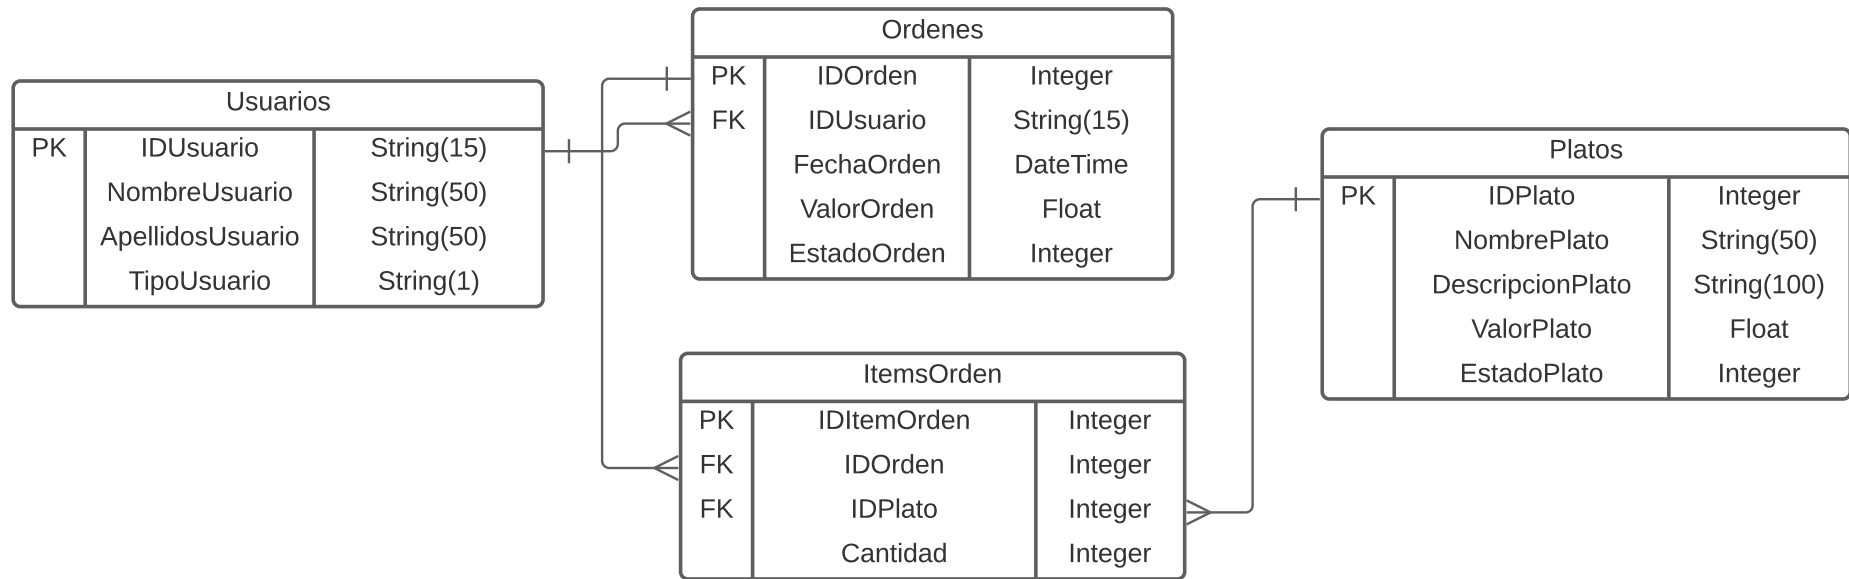 Usuarios
PK IDUsuario String(15)
NombreUsuario String(50)
ApellidosUsuario String(50)
TipoUsuario String(1)
Ordenes
PK IDOrden Integer
FK IDUsuario String(15)
FechaOrden DateTime
ValorOrden Float
EstadoOrden Integer
ItemsOrden
PK IDItemOrden Integer
FK IDOrden Integer
FK IDPlato Integer
Cantidad Integer
Platos
PK IDPlato Integer
NombrePlato String(50)
DescripcionPlato String(100)
ValorPlato Float
EstadoPlato Integer